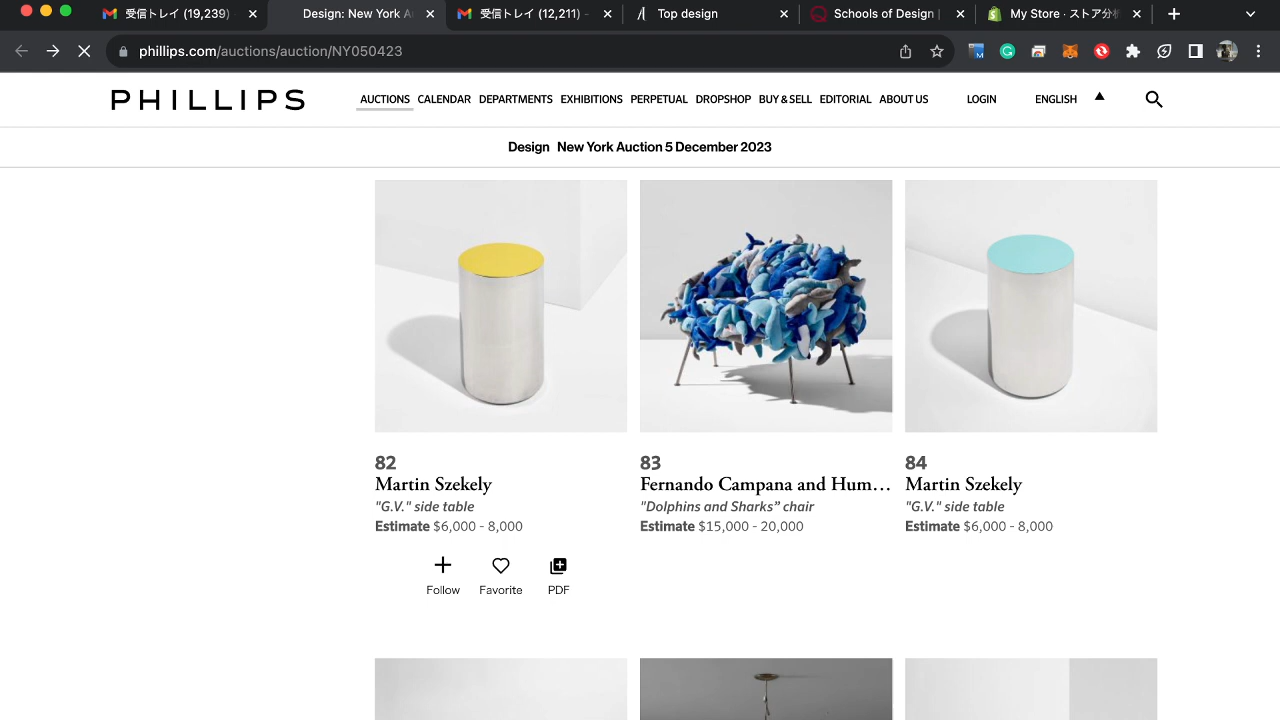 受信トレイ (19,239)
Design: New York A
受信トレイ (12,211) -
Top design
Schools of Design |
My Store · ストア分析
phillips.com/auctions/auction/NY050423
PHILLIPS
AUCTIONS CALENDAR DEPARTMENTS EXHIBITIONS PERPETUAL DROPSHOP BUY & SELL EDITORIAL ABOUT US LOGIN ENGLISH
Design New York Auction 5 December 2023
82
Martin Szekely
"G.V." side table
Estimate $6,000 - 8,000
Follow Favorite PDF
83
Fernando Campana and Hum…
"Dolphins and Sharks” chair
Estimate $15,000 - 20,000
84
Martin Szekely
"G.V." side table
Estimate $6,000 - 8,000